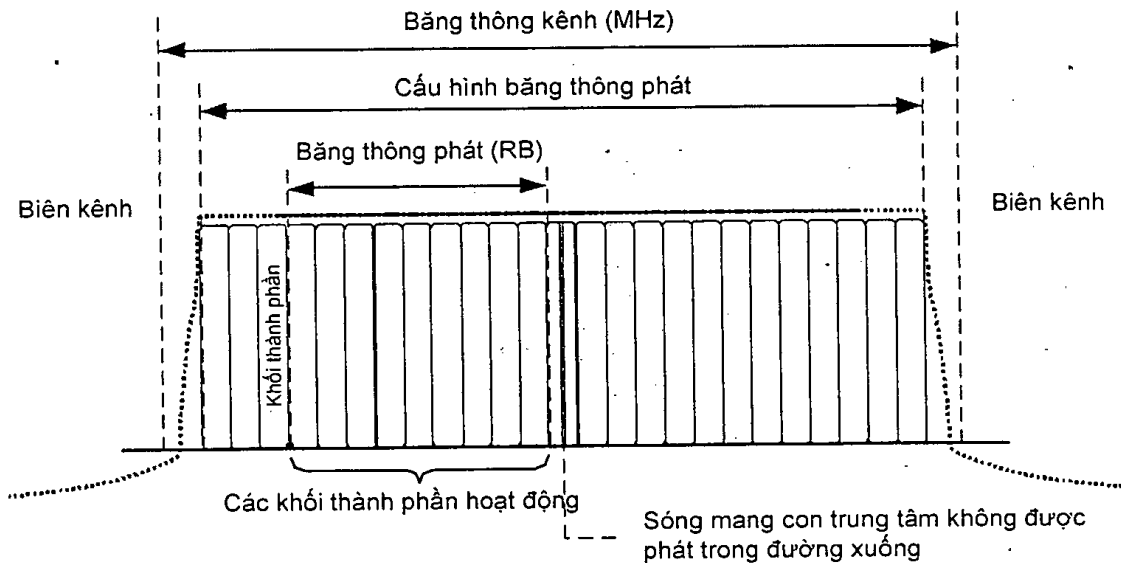 Băng thông kênh (MHz)
Cấu hình băng thông phát
Băng thông phát (RB)
Biên kênh
Biên kênh
Khối thành phần
Các khối thành phần hoạt động
Sóng mang con trung tâm không được
phát trong đường xuống